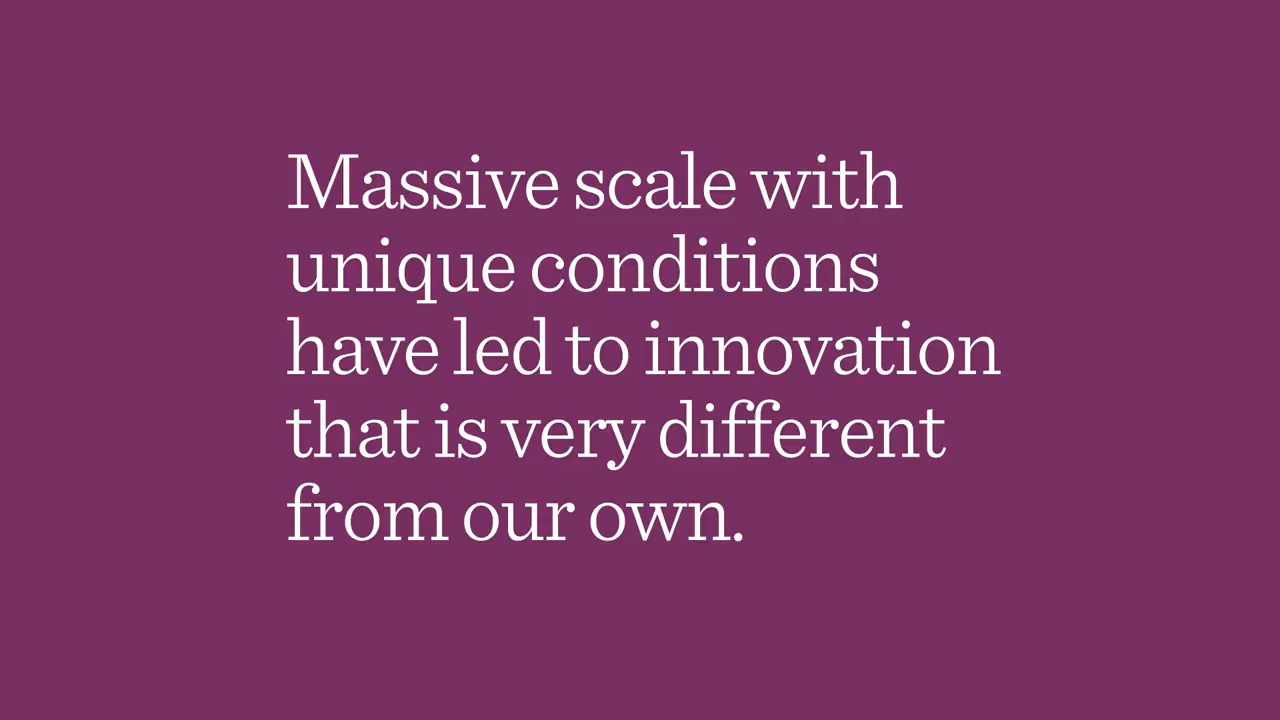 Massive scale with
unique conditions
have led to innovation
that is very different
from our own.